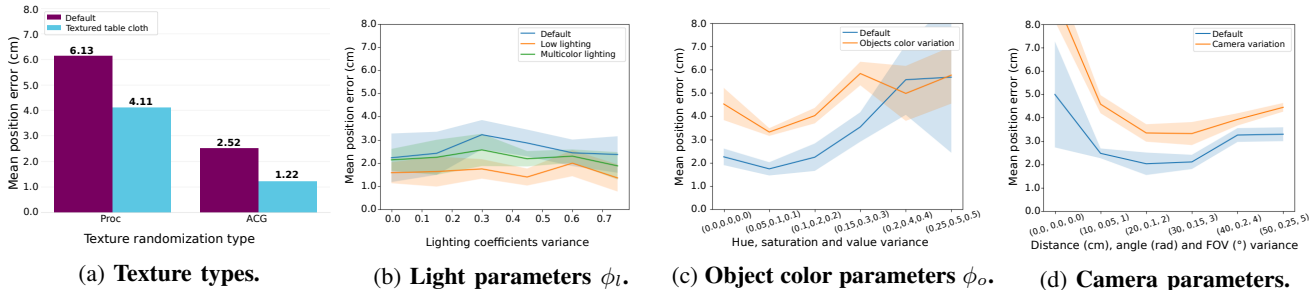 Mean position error (cm)
8.0
7.0
6.0
5.0
4.0
3.0
2.0
1.0
0.0
Default
Textured table cloth
6.13
4.11
2.52
1.22
Proc
ACG
Texture randomization type
(a) Texture types.
Mean position error (cm)
8.0
7.0
6.0
5.0
4.0
3.0
2.0
1.0
0.0
Default
Low lighting
Multicolor lighting
0.0
0.1
0.2
0.3
0.4
0.5
0.6
0.7
Lighting coefficients variance
(b) Light parameters ϕl.
Mean position error (cm)
8.0
7.0
6.0
5.0
4.0
3.0
2.0
1.0
0.0
Default
Objects color variation
(0.0,0.0,0.0)
(0.05,0.1,0.1)
(0.1,0.2,0.2)
(0.15,0.3,0.3)
(0.2,0.4,0.4)
(0.25,0.5,0.5)
Hue, saturation and value variance
(c) Object color parameters ϕo.
Mean position error (cm)
8.0
7.0
6.0
5.0
4.0
3.0
2.0
1.0
0.0
Default
Camera variation
(0.0, 0.0, 0.0)
(10, 0.05, 1)
(20, 0.1, 2)
(30, 0.15, 3)
(40, 0.2, 4)
(50, 0.25, 5)
Distance (cm), angle (rad) and FOV (°) variance
(d) Camera parameters.